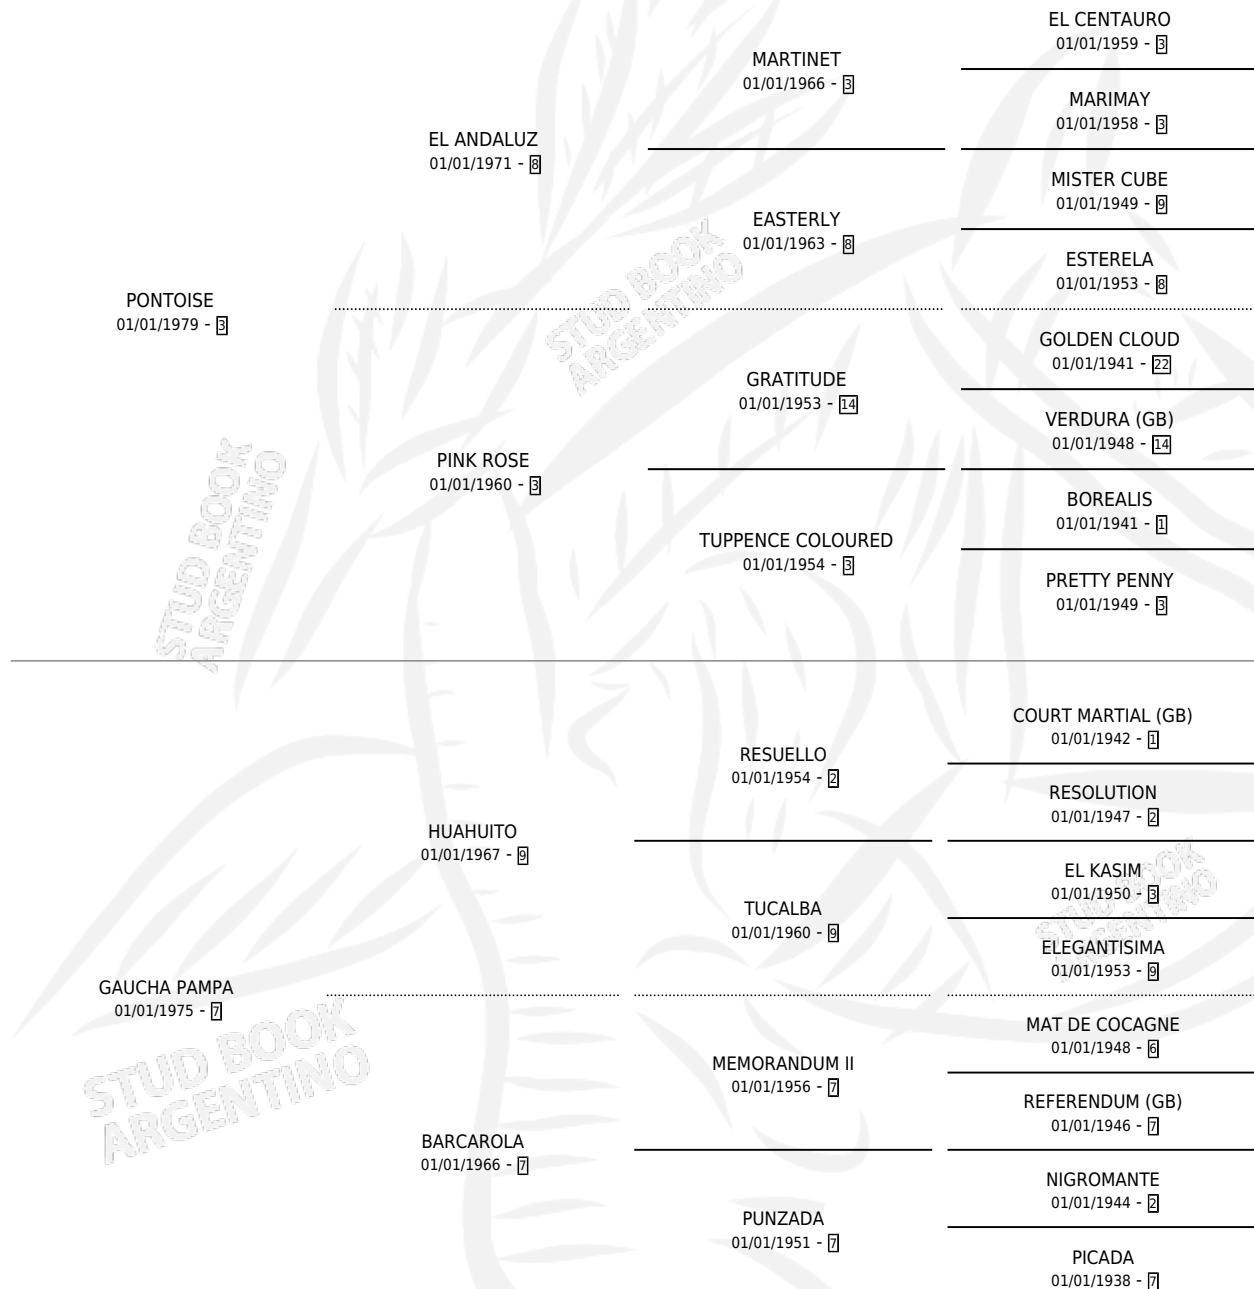 EL CENTAURO
01/01/1959 - 3
MARTINET
01/01/1966 - 3
MARIMAY
01/01/1958 - 3
EL ANDALUZ
01/01/1971 - 8
MISTER CUBE
01/01/1949 - 9
EASTERLY
01/01/1963 - 8
ESTERELA
01/01/1953 - 8
PONTOISE
01/01/1979 - 3
GOLDEN CLOUD
01/01/1941 - 22
GRATITUDE
01/01/1953 - 14
VERDURA (GB)
01/01/1948 - 14
PINK ROSE
01/01/1960 - 3
BOREALIS
01/01/1941 - 1
TUPPENCE COLOURED
01/01/1954 - 3
PRETTY PENNY
01/01/1949 - 3
COURT MARTIAL (GB)
01/01/1942 - 1
RESUELLO
01/01/1954 - 2
RESOLUTION
01/01/1947 - 2
HUAHUITO
01/01/1967 - 9
EL KASIM
01/01/1950 - 3
TUCALBA
01/01/1960 - 9
ELEGANTISIMA
01/01/1953 - 9
GAUCHA PAMPA
01/01/1975 - 7
MAT DE COCAGNE
01/01/1948 - 6
MEMORANDUM II
01/01/1956 - 7
REFERENDUM (GB)
01/01/1946 - 7
BARCAROLA
01/01/1966 - 7
NIGROMANTE
01/01/1944 - 2
PUNZADA
01/01/1951 - 7
PICADA
01/01/1938 - 7
STUD BOOK
ARGENTINO
STUD BOOK
ARGENTINO
STUD BOOK
ARGENTINO
STUD BOOK
ARGENTINO